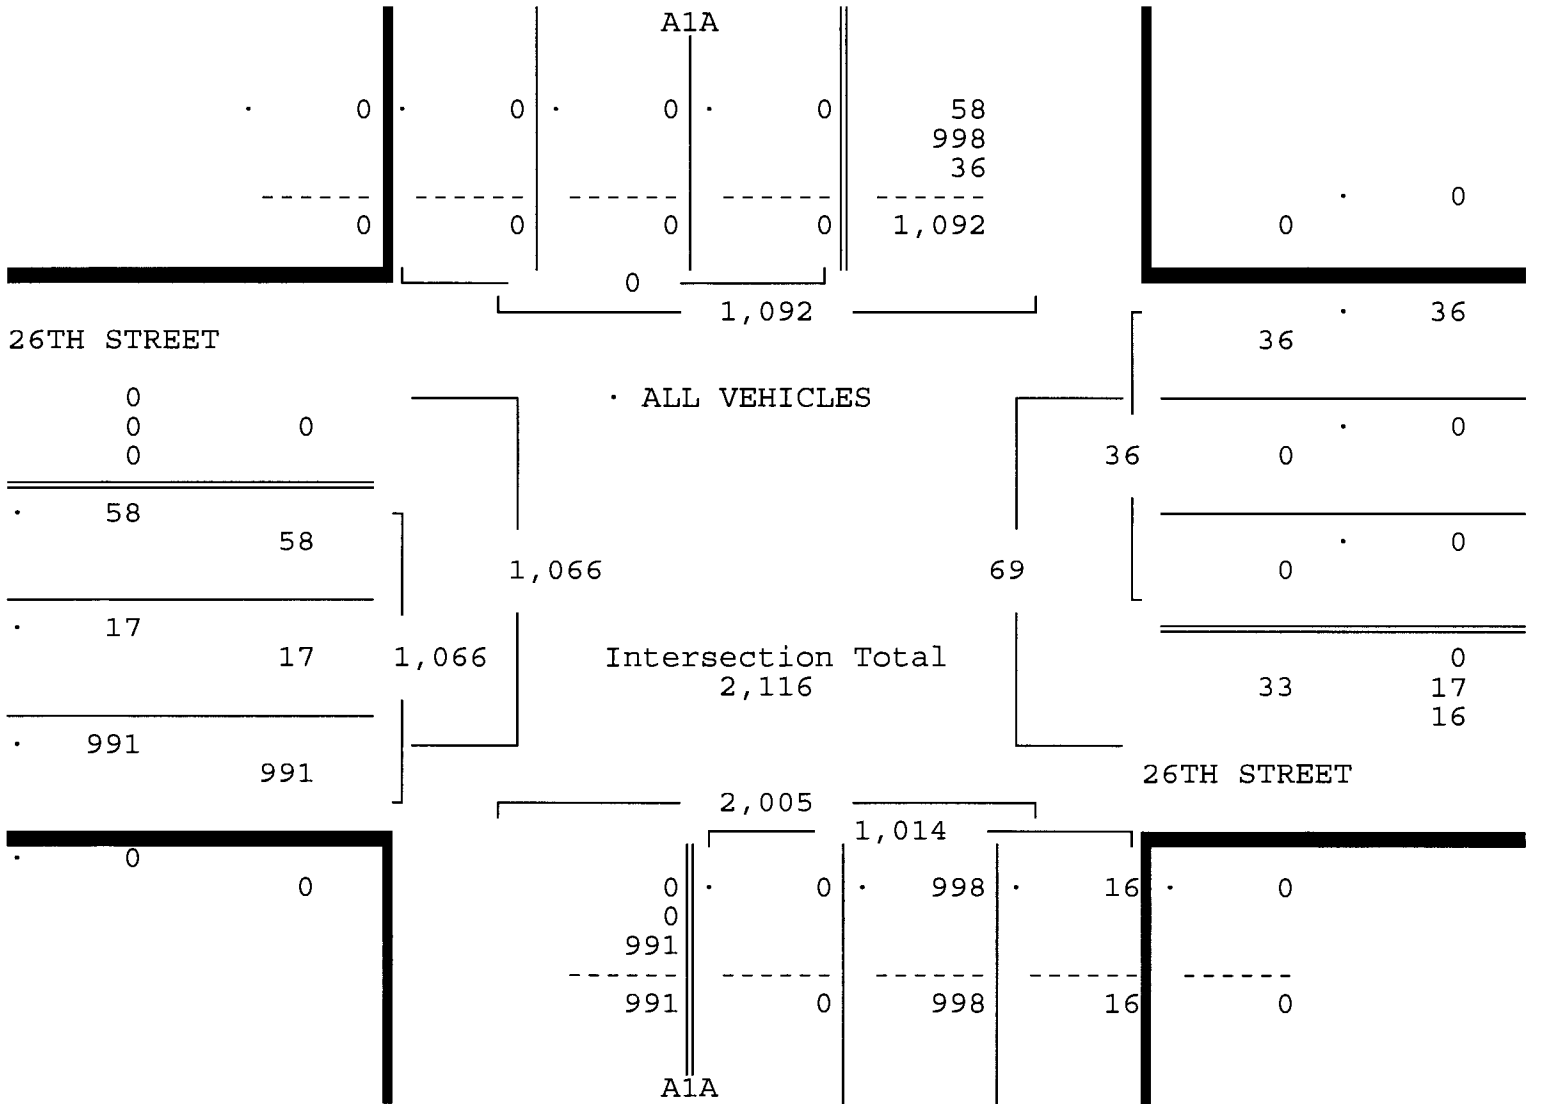 A1A
· 0 · 0 · 0 · 0 58
998
36
------ ------ ------ ------ ------ · 0
0 0 0 0 1,092 0
0
1,092 · 36
26TH STREET 36
0 · ALL VEHICLES
0 0 · 0
0 36 0
· 58
58 · 0
1,066 69 0
· 17
17 1,066 Intersection Total 0
2,116 33 17
16
· 991
991 26TH STREET
2,005
1,014
· 0
0 0 · 0 · 998 · 16 · 0
0
991
------ ------ ------ ------ ------
991 0 998 16 0
A1A